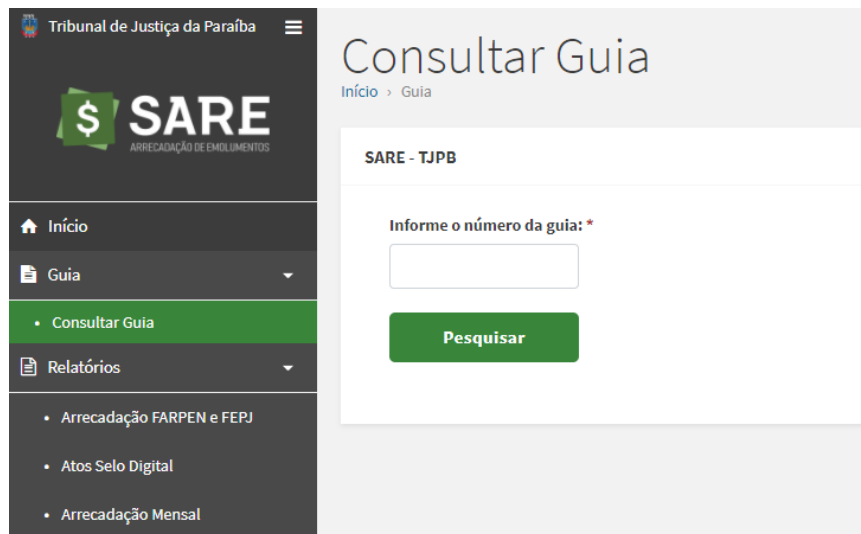 Tribunal de Justiça da Paraíba
$ SARE
ARRECADAÇÃO DE EMOLUMENTOS
Início
Guia
• Consultar Guia
Relatórios
• Arrecadação FARPEN e FEPJ
• Atos Selo Digital
• Arrecadação Mensal
Consultar Guia
Início › Guia
SARE - TJPB
Informe o número da guia: *
Pesquisar